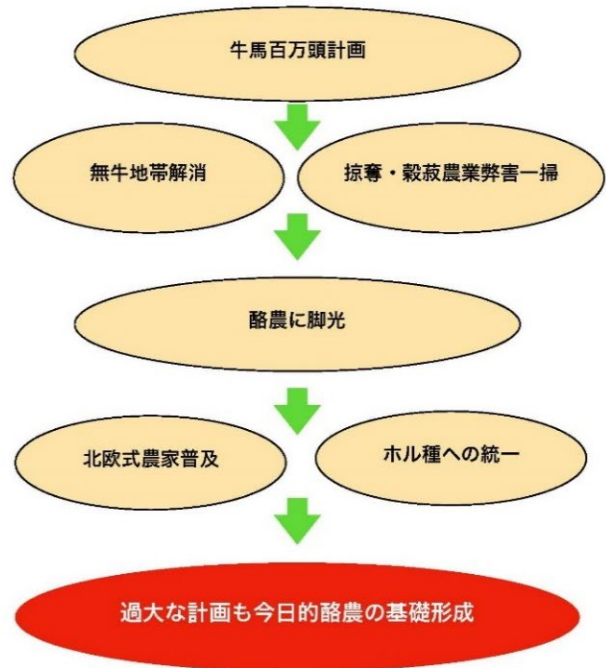 牛馬百万頭計画
無牛地帯解消
掠奪・穀菽農業弊害一掃
酪農に脚光
北欧式農家普及
ホル種への統一
過大な計画も今日的酪農の基礎形成